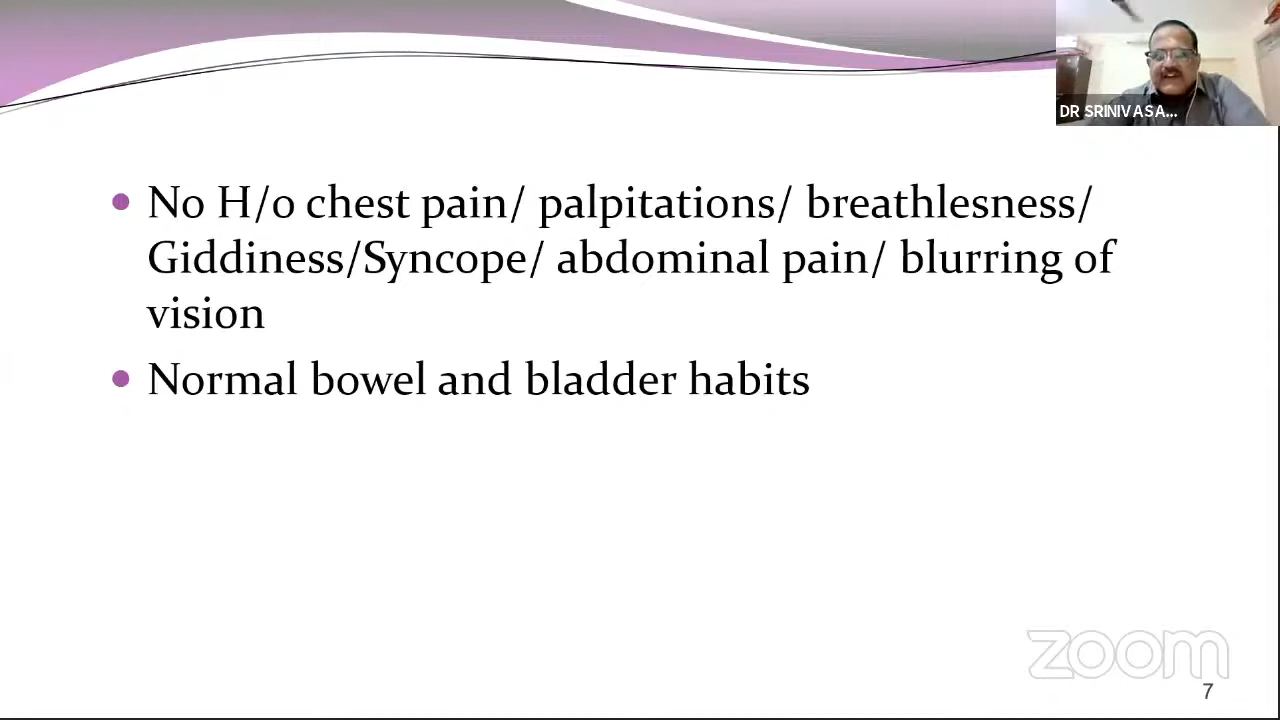 DR SRINIVASA...
No H/o chest pain/ palpitations/ breathlesness/
Giddiness/Syncope/ abdominal pain/ blurring of
vision
Normal bowel and bladder habits
zoom
7